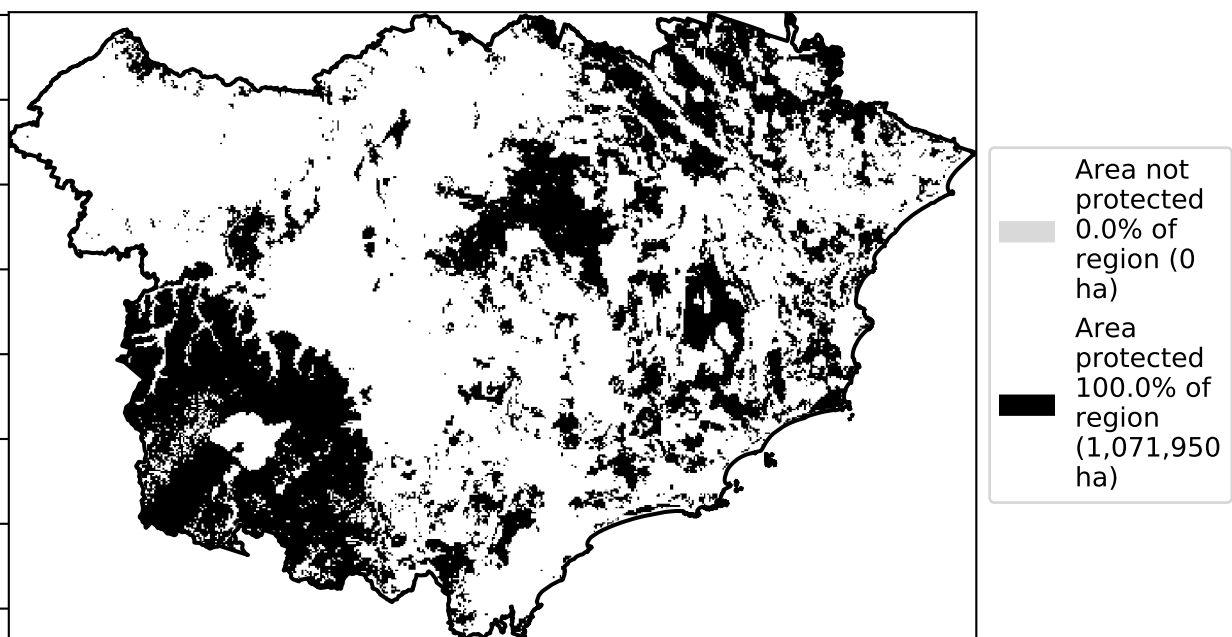 Area not
protected
0.0% of
region (0
ha)
Area
protected
100.0% of
region
(1,071,950
ha)